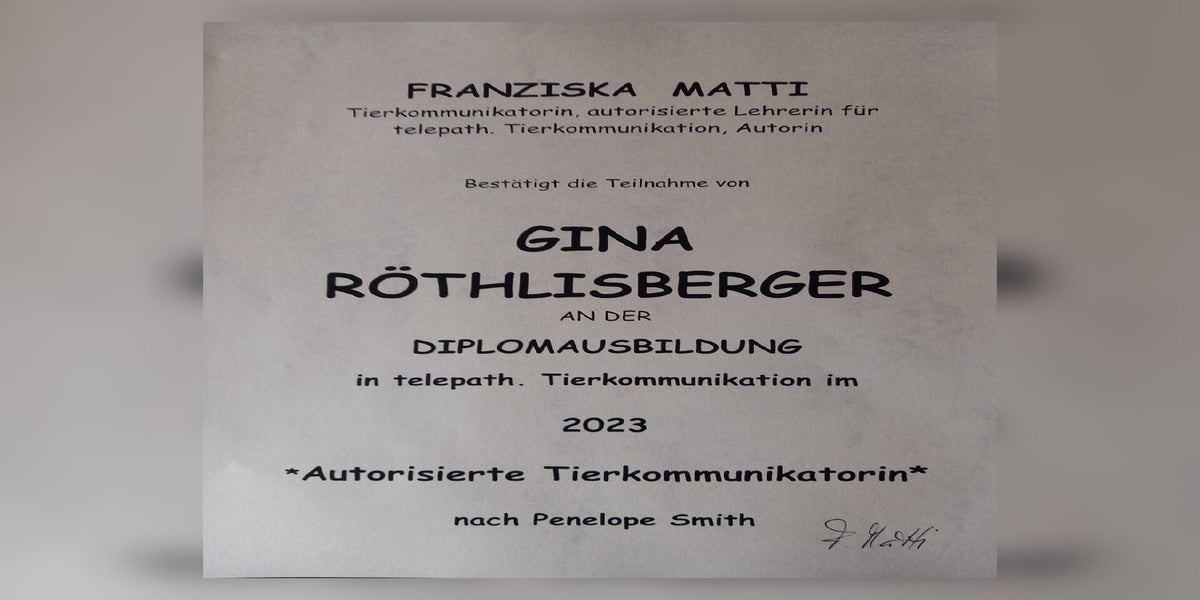 FRANZISKA MATTI
Tierkommunikatorin, autorisierte Lehrerin für
telepath. Tierkommunikation, Autorin
Bestätigt die Teilnahme von
GINA
RÖTHLISBERGER
AN DER
DIPLOMAUSBILDUNG
in telepath. Tierkommunikation im
2023
*Autorisierte Tierkommunikatorin*
nach Penelope Smith
F. Matti